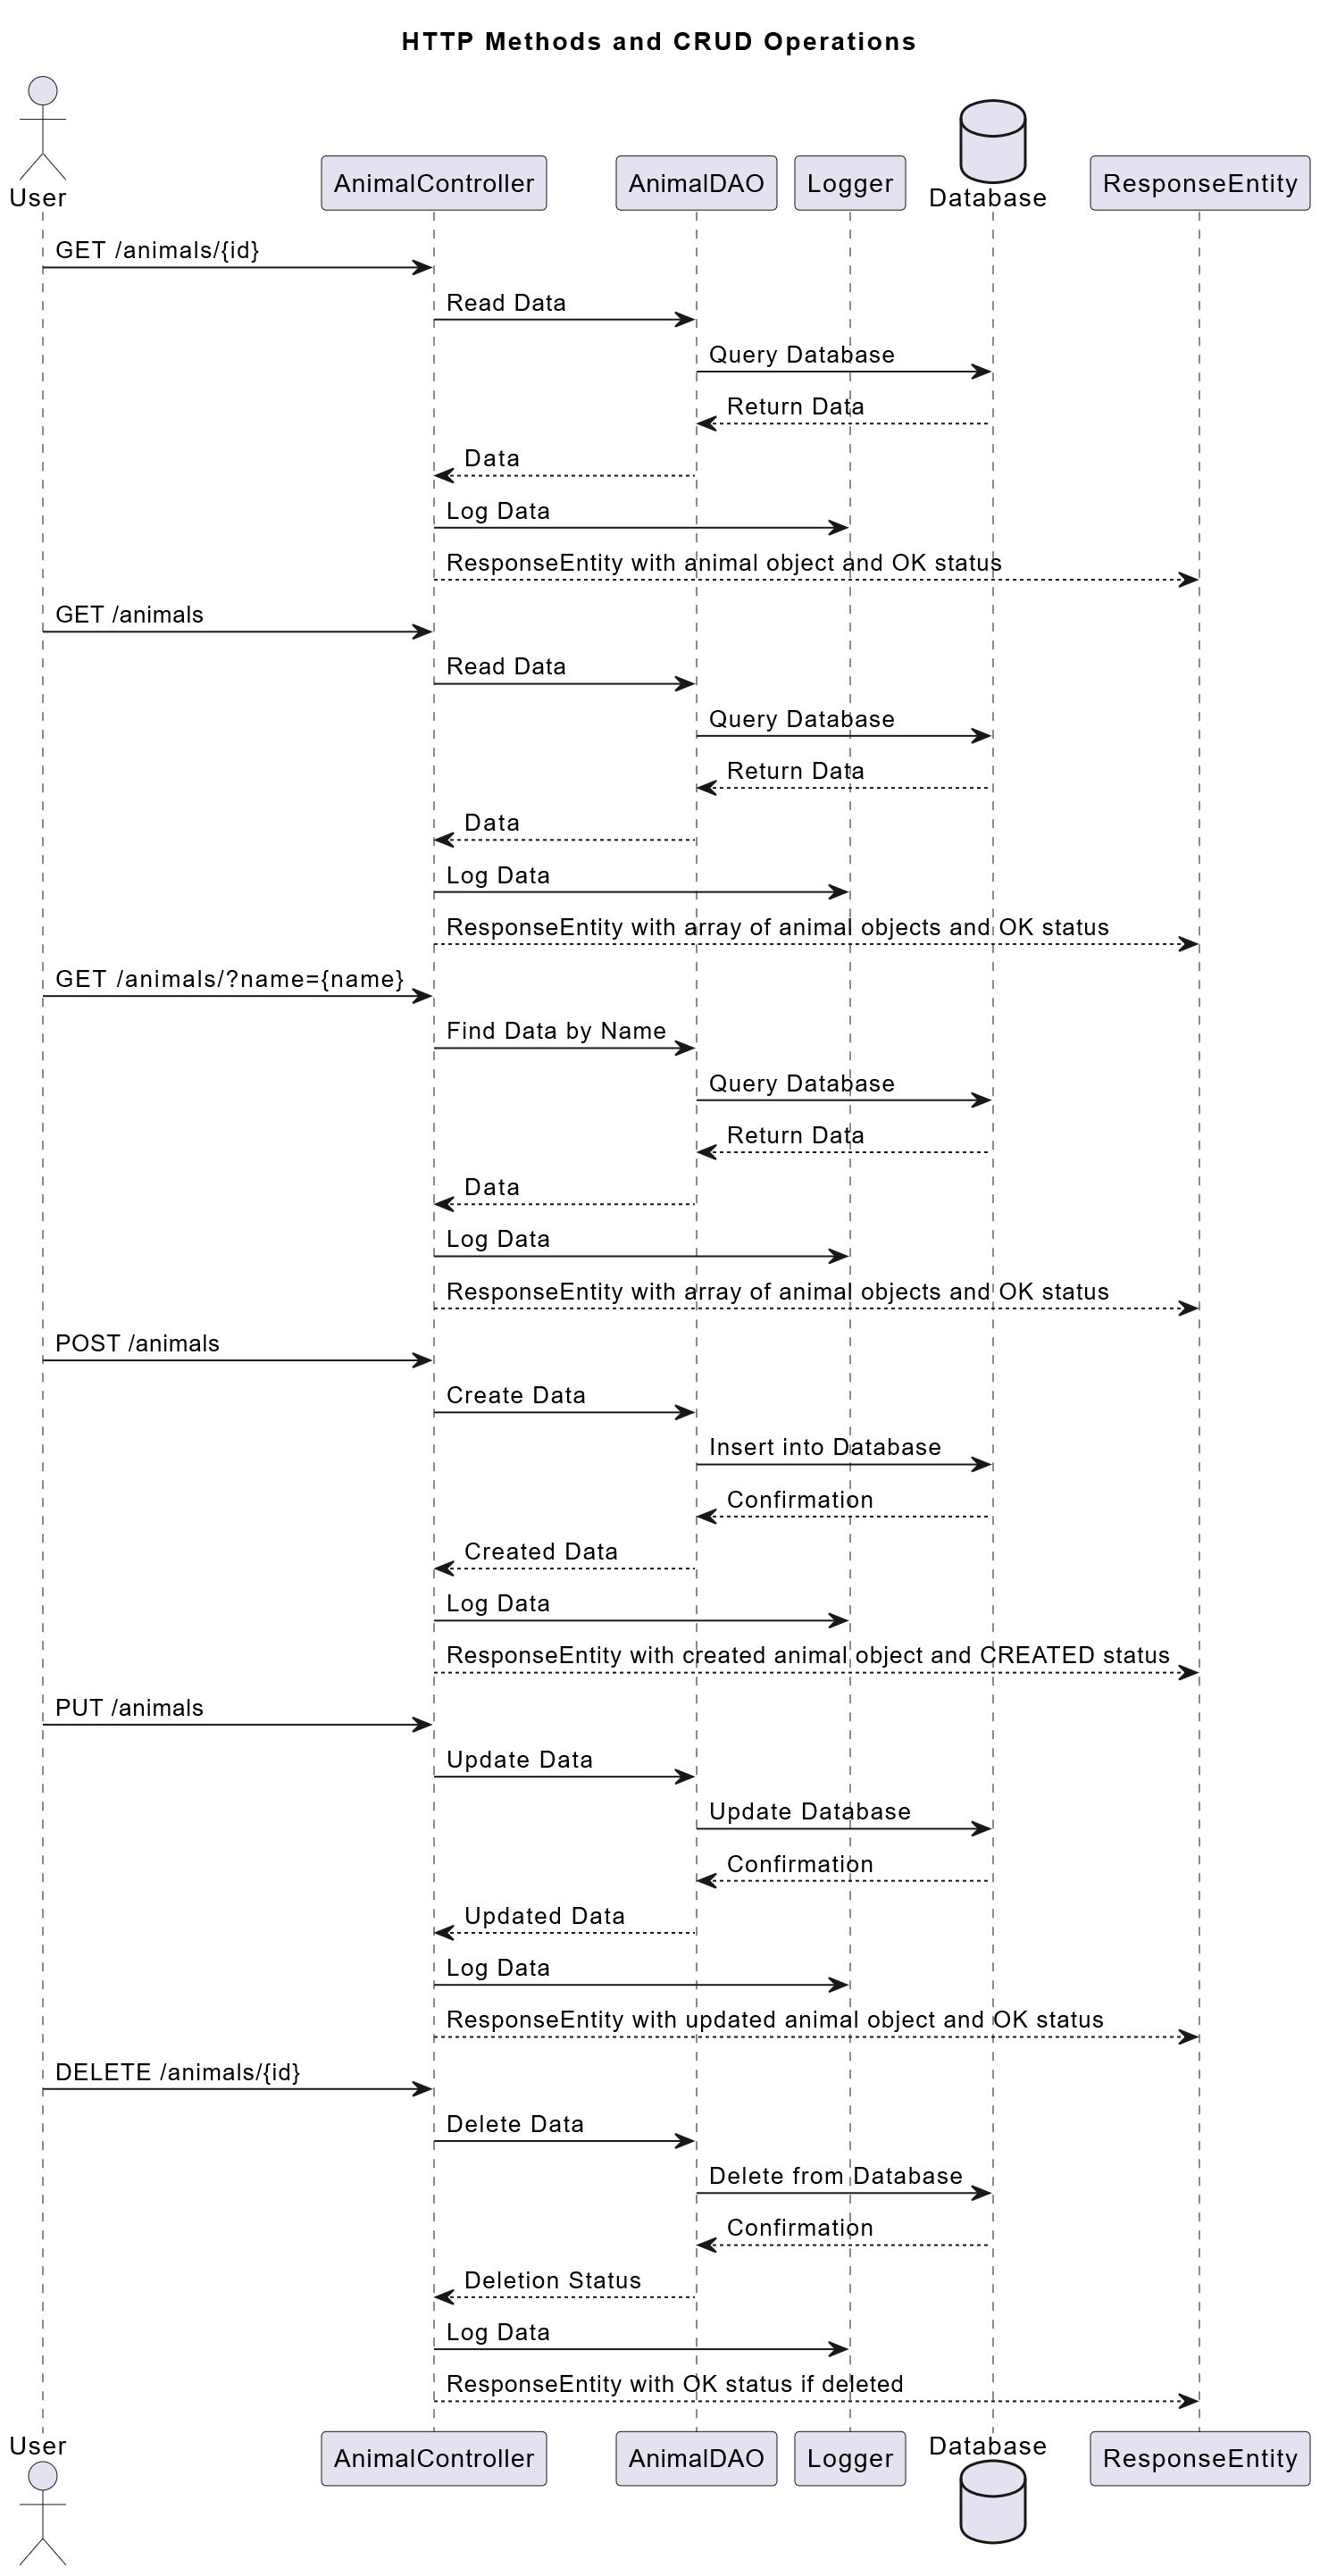 HTTP Methods and CRUD Operations
User
AnimalController
AnimalDAO
Logger
Database
ResponseEntity
GET /animals/{id}
Read Data
Query Database
Return Data
Data
Log Data
ResponseEntity with animal object and OK status
GET /animals
Read Data
Query Database
Return Data
Data
Log Data
ResponseEntity with array of animal objects and OK status
GET /animals/?name={name}
Find Data by Name
Query Database
Return Data
Data
Log Data
ResponseEntity with array of animal objects and OK status
POST /animals
Create Data
Insert into Database
Confirmation
Created Data
Log Data
ResponseEntity with created animal object and CREATED status
PUT /animals
Update Data
Update Database
Confirmation
Updated Data
Log Data
ResponseEntity with updated animal object and OK status
DELETE /animals/{id}
Delete Data
Delete from Database
Confirmation
Deletion Status
Log Data
ResponseEntity with OK status if deleted
User
AnimalController
AnimalDAO
Logger
Database
ResponseEntity